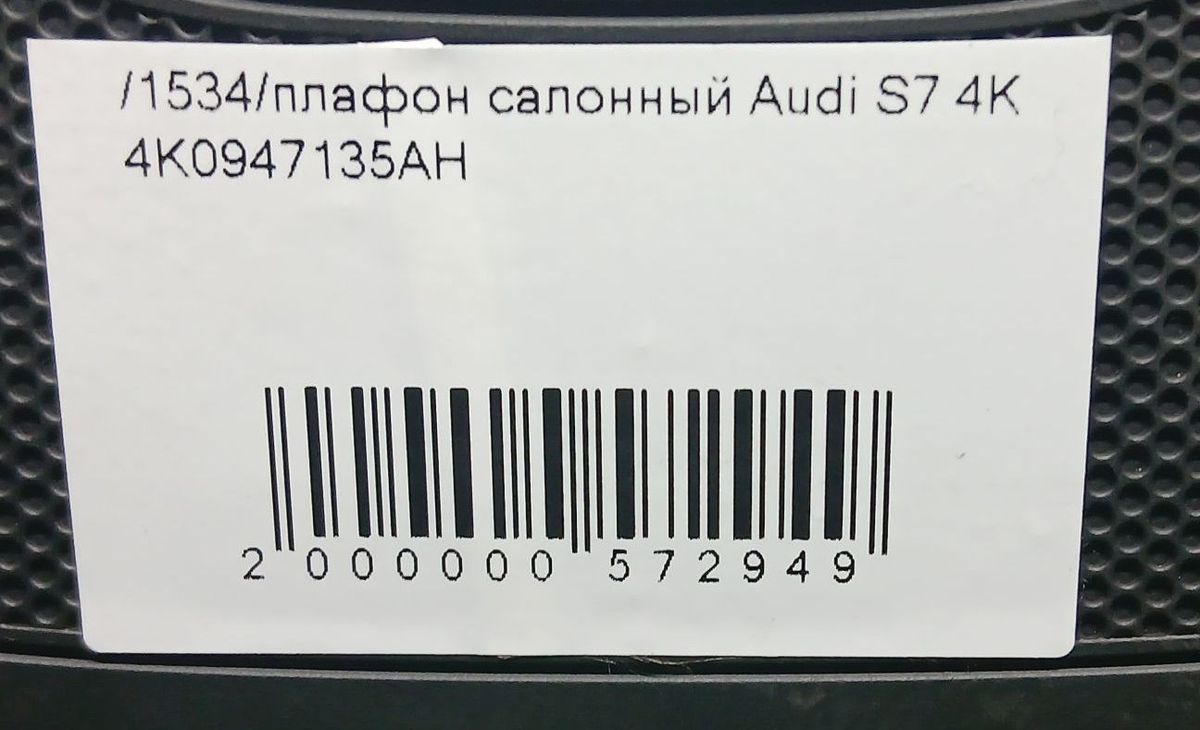 /1534/плафон салонный Audi S7 4K
4K0947135AH
2 000000 572949